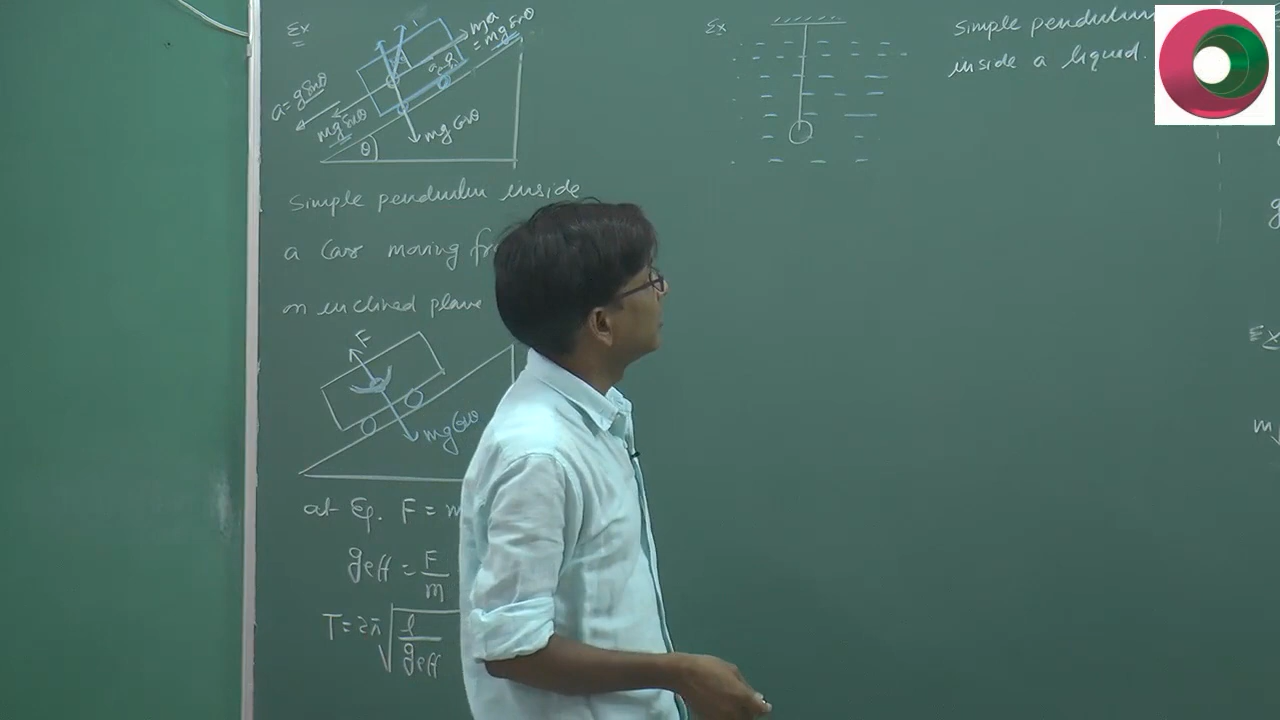 Ex
ma
= mg sinθ
a = g sinθ
mg sinθ
mg cosθ
θ
Simple pendulum inside
a Car moving
on inclined plane
F
mg cosθ
at Eq. F = m
geff = F/m
T = 2π √(l/geff)
Ex
Simple pendulum
inside a liquid.
g
Ex
m